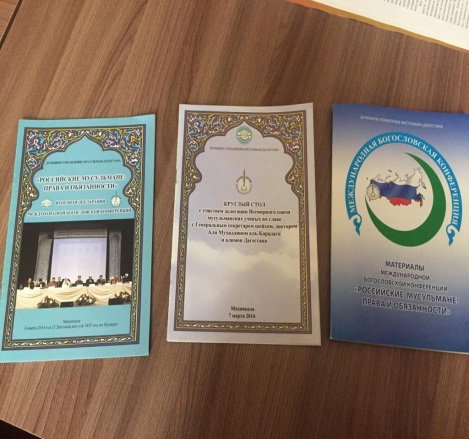 ДУХОВНОЕ УПРАВЛЕНИЕ МУСУЛЬМАН ДАГЕСТАНА
«РОССИЙСКИЕ МУСУЛЬМАНЕ:
ПРАВА И ОБЯЗАННОСТИ»
ИТОГОВАЯ ДЕКЛАРАЦИЯ
МЕЖДУНАРОДНОЙ БОГОСЛОВСКОЙ КОНФЕРЕНЦИИ
Махачкала
ДУХОВНОЕ УПРАВЛЕНИЕ МУСУЛЬМАН ДАГЕСТАНА
КРУГЛЫЙ СТОЛ
с участием делегации Всемирного союза
мусульманских ученых во главе
с Генеральным секретарем шейхом, доктором
Али Мухиддином аль-Карадаги
и алимов Дагестана
Махачкала
7 марта 2014
ДУХОВНОЕ УПРАВЛЕНИЕ МУСУЛЬМАН ДАГЕСТАНА
МЕЖДУНАРОДНАЯ БОГОСЛОВСКАЯ КОНФЕРЕНЦИЯ
МАТЕРИАЛЫ
МЕЖДУНАРОДНОЙ
БОГОСЛОВСКОЙ КОНФЕРЕНЦИИ
«РОССИЙСКИЕ МУСУЛЬМАНЕ:
ПРАВА И ОБЯЗАННОСТИ»